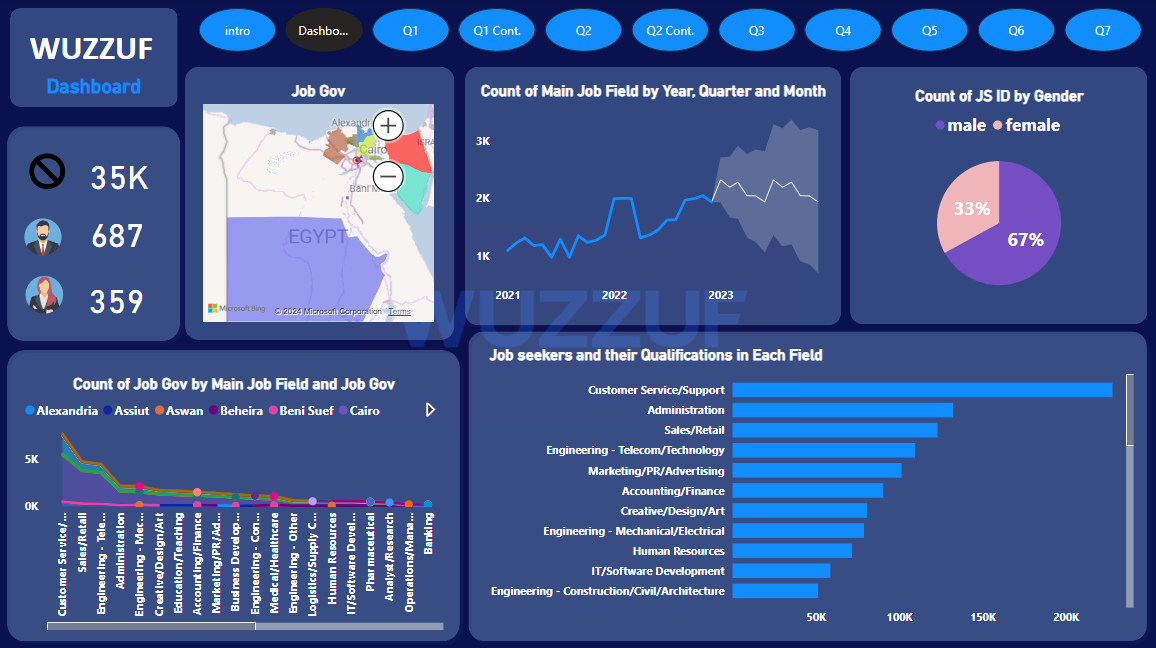 WUZZUF
Dashboard
intro
Dashbo...
Q1
Q1 Cont.
Q2
Q2 Cont.
Q3
Q4
Q5
Q6
Q7
35K
687
359
Job Gov
Alexandri
Cairo
ISRA
Bani
EGYPT
Microsoft Bing
© 2024 Microsoft Corporation Terms
Count of Main Job Field by Year, Quarter and Month
3K
2K
1K
2021
2022
2023
Count of JS ID by Gender
male
female
33%
67%
WUZZUF
Count of Job Gov by Main Job Field and Job Gov
Alexandria
Assiut
Aswan
Beheira
Beni Suef
Cairo
5K
0K
Customer Service/...
Sales/Retail
Engineering - Tele...
Administration
Engineering - Mec...
Creative/Design/Art
Education/Teaching
Accounting/Finance
Marketing/PR/Ad...
Business Develop...
Engineering - Con...
Medical/Healthcare
Engineering - Other
Logistics/Supply C...
Human Resources
IT/Software Devel...
Pharmaceutical
Analyst/Research
Operations/Mana...
Banking
Job seekers and their Qualifications in Each Field
Customer Service/Support
Administration
Sales/Retail
Engineering - Telecom/Technology
Marketing/PR/Advertising
Accounting/Finance
Creative/Design/Art
Engineering - Mechanical/Electrical
Human Resources
IT/Software Development
Engineering - Construction/Civil/Architecture
50K
100K
150K
200K